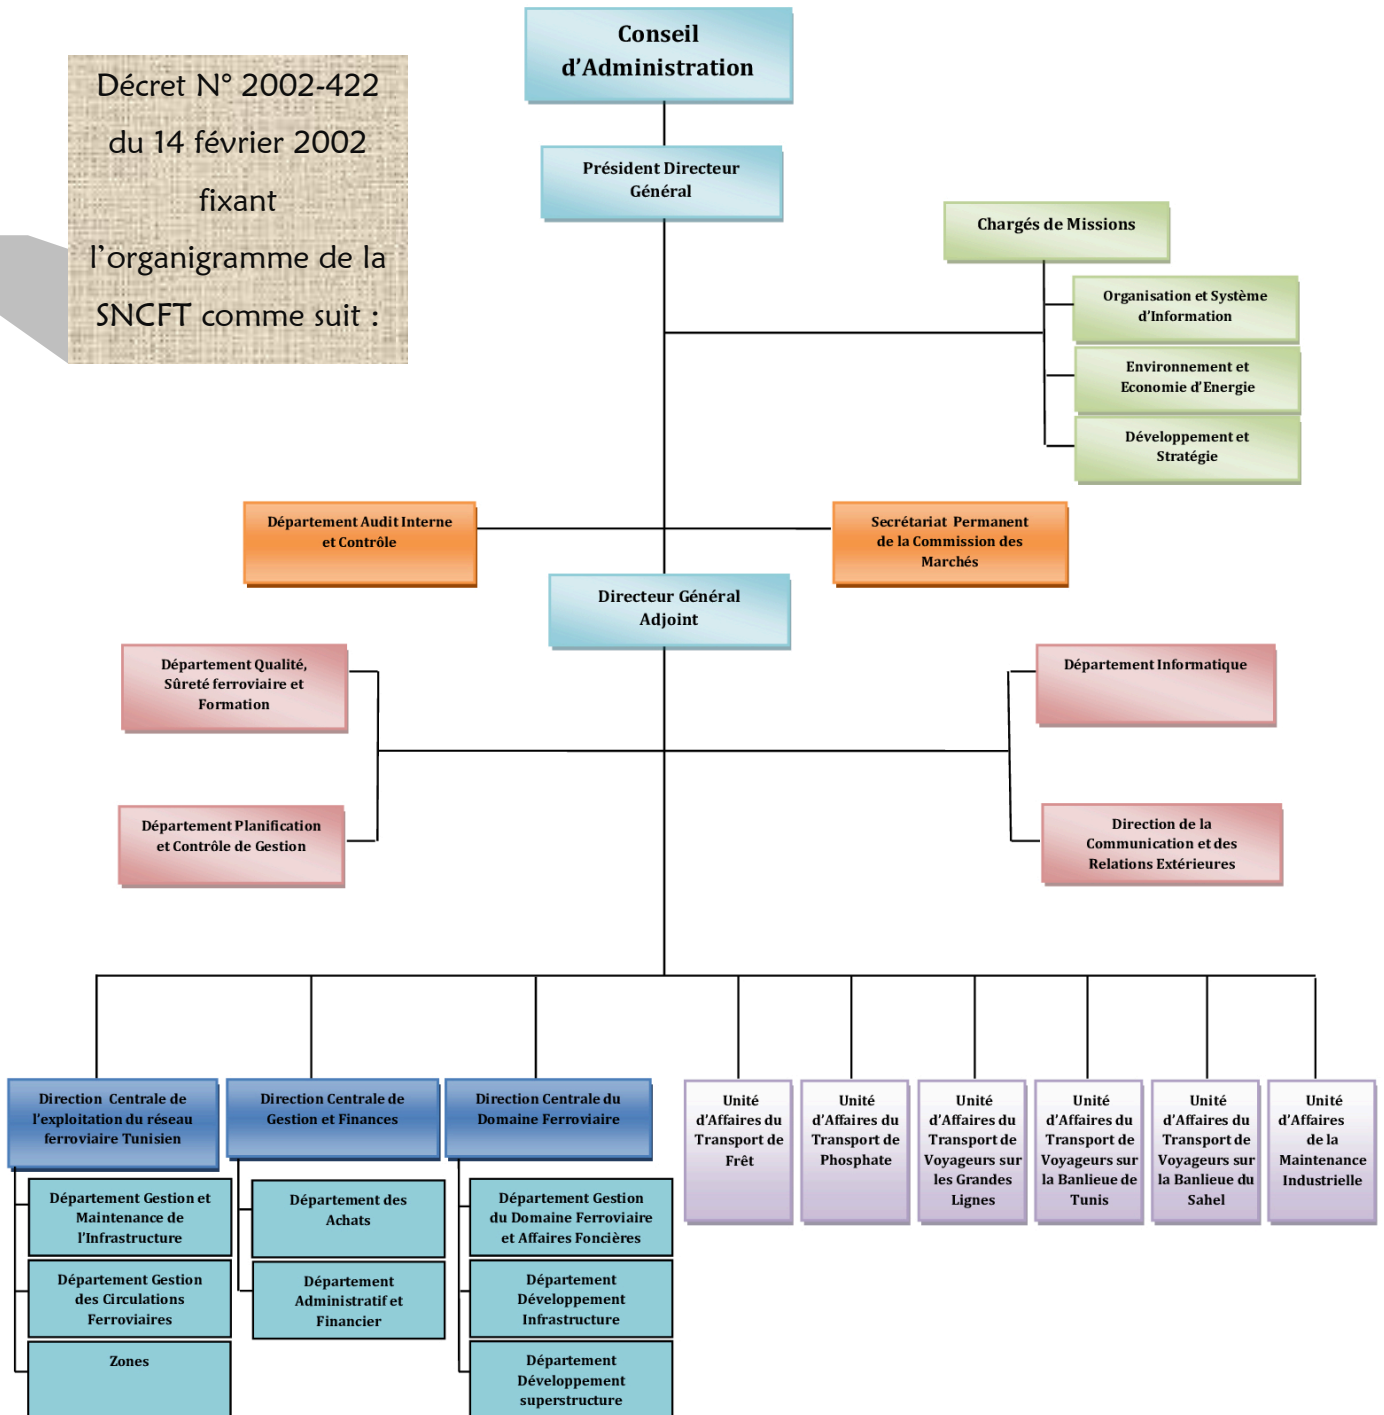 Conseil
d'Administration
Décret N° 2002-422
du 14 février 2002
fixant
l'organigramme de la
SNCFT comme suit :
Président Directeur
Général
Chargés de Missions
Organisation et Système
d'Information
Environnement et
Economie d'Energie
Développement et
Stratégie
Département Audit Interne
et Contrôle
Secrétariat Permanent
de la Commission des
Marchés
Directeur Général
Adjoint
Département Qualité,
Sûreté ferroviaire et
Formation
Département Informatique
Département Planification
et Contrôle de Gestion
Direction de la
Communication et des
Relations Extérieures
Direction Centrale de
l'exploitation du réseau
ferroviaire Tunisien
Département Gestion et
Maintenance de
l'Infrastructure
Département Gestion
des Circulations
Ferroviaires
Zones
Direction Centrale de
Gestion et Finances
Département des
Achats
Département
Administratif et
Financier
Direction Centrale du
Domaine Ferroviaire
Département Gestion
du Domaine Ferroviaire
et Affaires Foncières
Département
Développement
Infrastructure
Département
Développement
superstructure
Unité
d'Affaires du
Transport de
Frêt
Unité
d'Affaires du
Transport de
Phosphate
Unité
d'Affaires du
Transport de
Voyageurs sur
les Grandes
Lignes
Unité
d'Affaires du
Transport de
Voyageurs sur
la Banlieue de
Tunis
Unité
d'Affaires du
Transport de
Voyageurs sur
la Banlieue du
Sahel
Unité
d'Affaires
de la
Maintenance
Industrielle